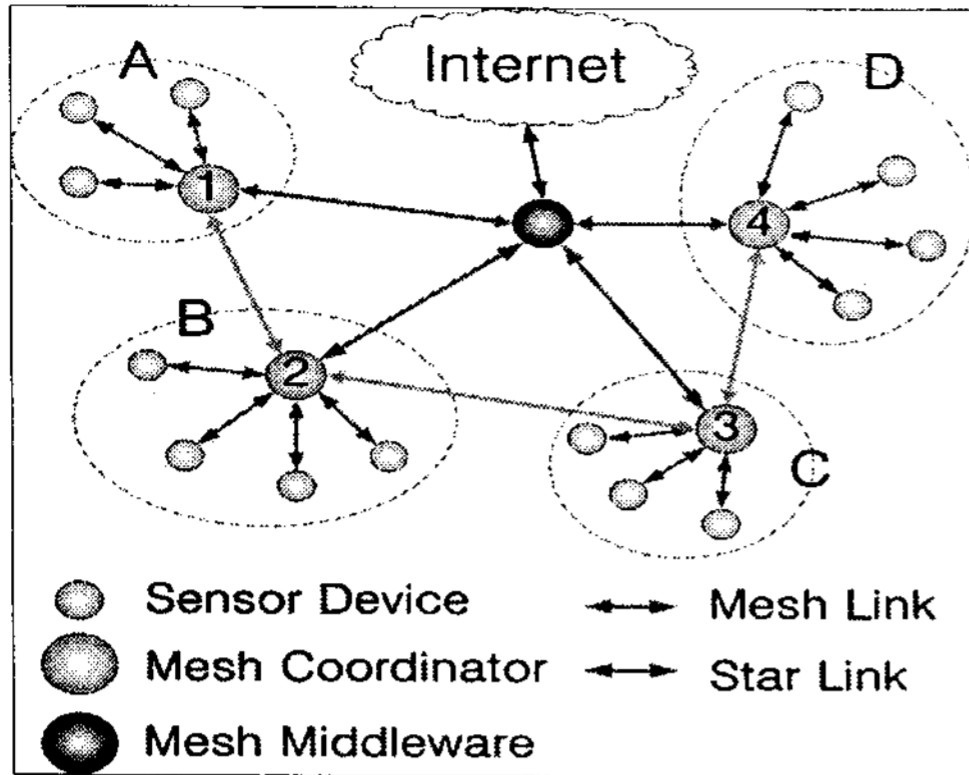 Internet
A
D
1
4
B
2
3
C
Sensor Device
Mesh Link
Mesh Coordinator
Star Link
Mesh Middleware